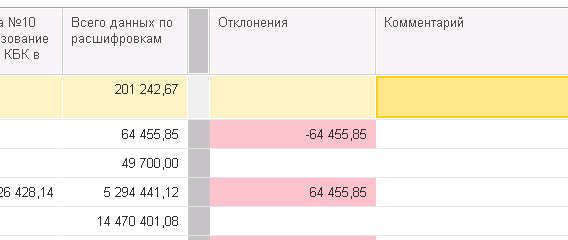 а №10 Всего данных по Отклонения Комментарий
зование расшифровкам
КБК в
201 242,67
64 455,85 -64 455,85
49 700,00
26 428,14 5 294 441,12 64 455,85
14 470 401,08